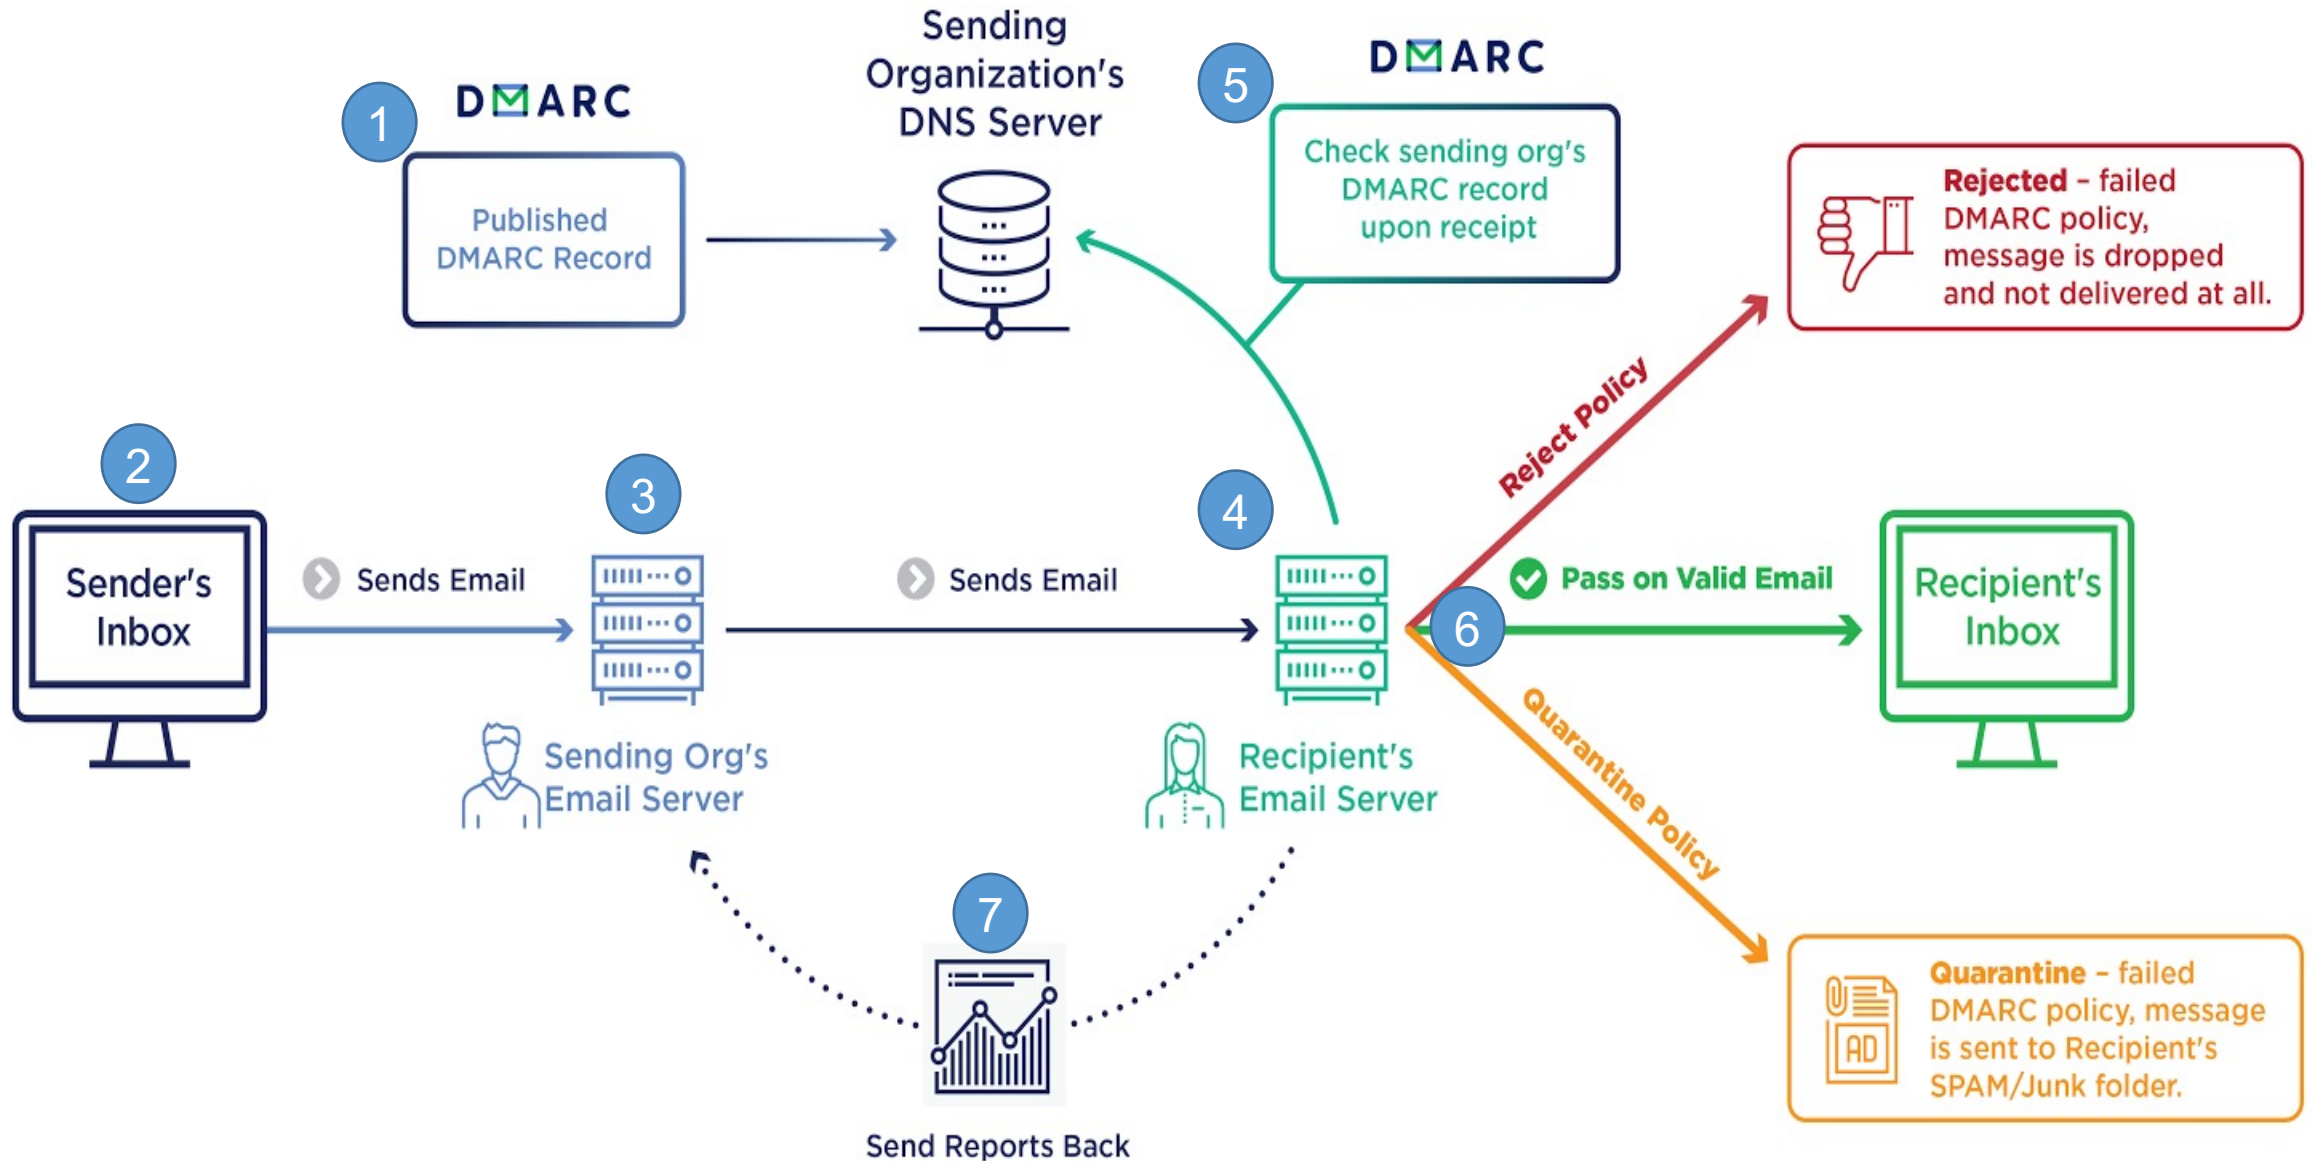 Sending
Organization's
DNS Server
1
DMARC
Published
DMARC Record
5
DMARC
Check sending org's
DMARC record
upon receipt
Rejected – failed
DMARC policy,
message is dropped
and not delivered at all.
Reject Policy
2
Sender's
Inbox
Sends Email
3
Sending Org's
Email Server
Sends Email
4
Recipient's
Email Server
6
Pass on Valid Email
Recipient's
Inbox
Quarantine Policy
Quarantine – failed
DMARC policy, message
is sent to Recipient's
SPAM/Junk folder.
AD
7
Send Reports Back